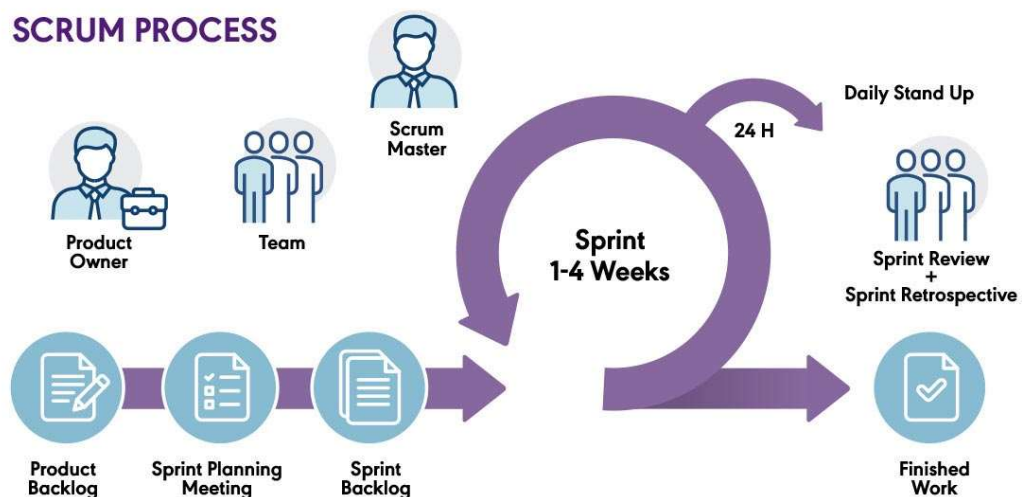 SCRUM PROCESS
Scrum
Master
Product
Owner
Team
Daily Stand Up
24 H
Sprint
1-4 Weeks
Sprint Review
+
Sprint Retrospective
Product
Backlog
Sprint Planning
Meeting
Sprint
Backlog
Finished
Work